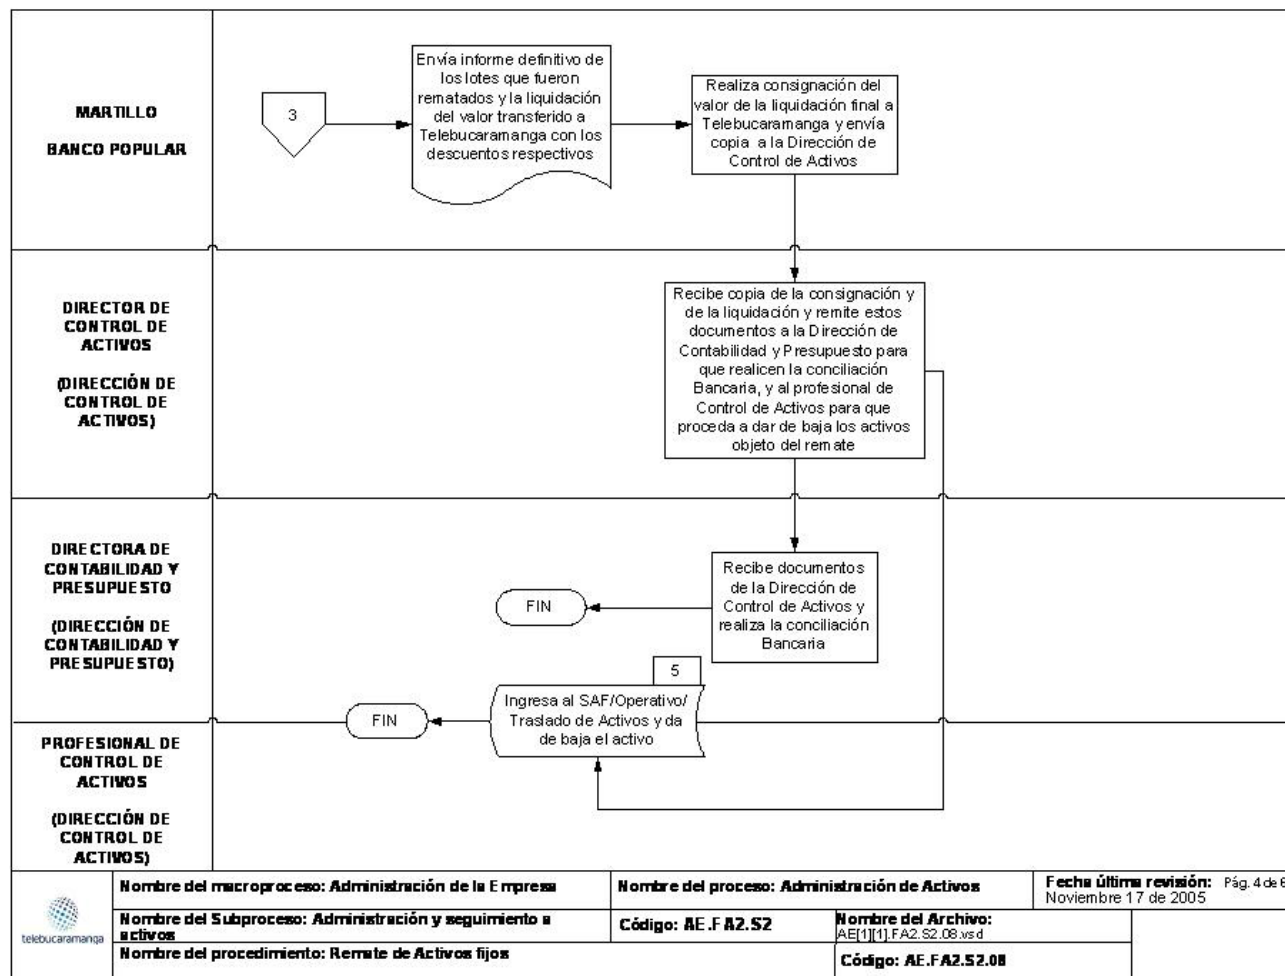 MARTILLO
BANCO POPULAR
3
Envía informe definitivo de
los lotes que fueron
rematados y la liquidación
del valor transferido a
Telebucaramanga con los
descuentos respectivos
Realiza consignación del
valor de la liquidación final a
Telebucaramanga y envía
copia a la Dirección de
Control de Activos
DIRECTOR DE
CONTROL DE
ACTIVOS
(DIRECCIÓN DE
CONTROL DE
ACTIVOS)
Recibe copia de la consignación y
de la liquidación y remite estos
documentos a la Dirección de
Contabilidad y Presupuesto para
que realicen la conciliación
Bancaria, y al profesional de
Control de Activos para que
proceda a dar de baja los activos
objeto del remate
DIRECTORA DE
CONTABILIDAD Y
PRESUPUESTO
(DIRECCIÓN DE
CONTABILIDAD Y
PRESUPUESTO)
FIN
Recibe documentos
de la Dirección de
Control de Activos y
realiza la conciliación
Bancaria
5
Ingresa al SAF/Operativo/
Traslado de Activos y da
de baja el activo
FIN
PROFESIONAL DE
CONTROL DE
ACTIVOS
(DIRECCIÓN DE
CONTROL DE
ACTIVOS)
telebucaramanga
Nombre del macroproceso: Administración de la Empresa
Nombre del proceso: Administración de Activos
Fecha última revisión: Pág. 4 de 6
Noviembre 17 de 2005
Nombre del Subproceso: Administración y seguimiento a
activos
Código: AE.FA2.S2
Nombre del Archivo:
AE[1][1].FA2.S2.08.vsd
Nombre del procedimiento: Remate de Activos fijos
Código: AE.FA2.S2.08